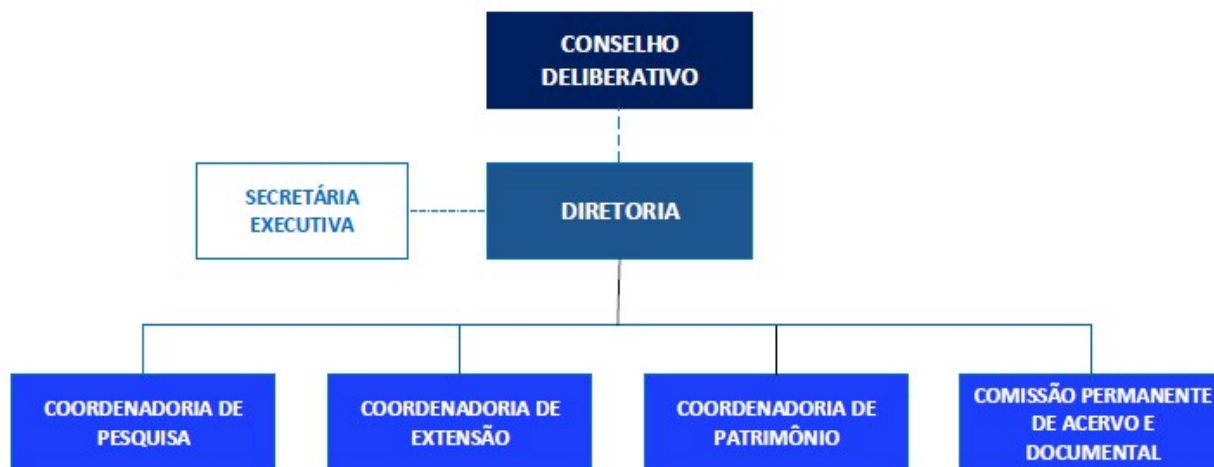 CONSELHO
DELIBERATIVO
SECRETÁRIA
EXECUTIVA
DIRETORIA
COORDENADORIA DE
PESQUISA
COORDENADORIA DE
EXTENSÃO
COORDENADORIA DE
PATRIMÔNIO
COMISSÃO PERMANENTE
DE ACERVO E
DOCUMENTAL